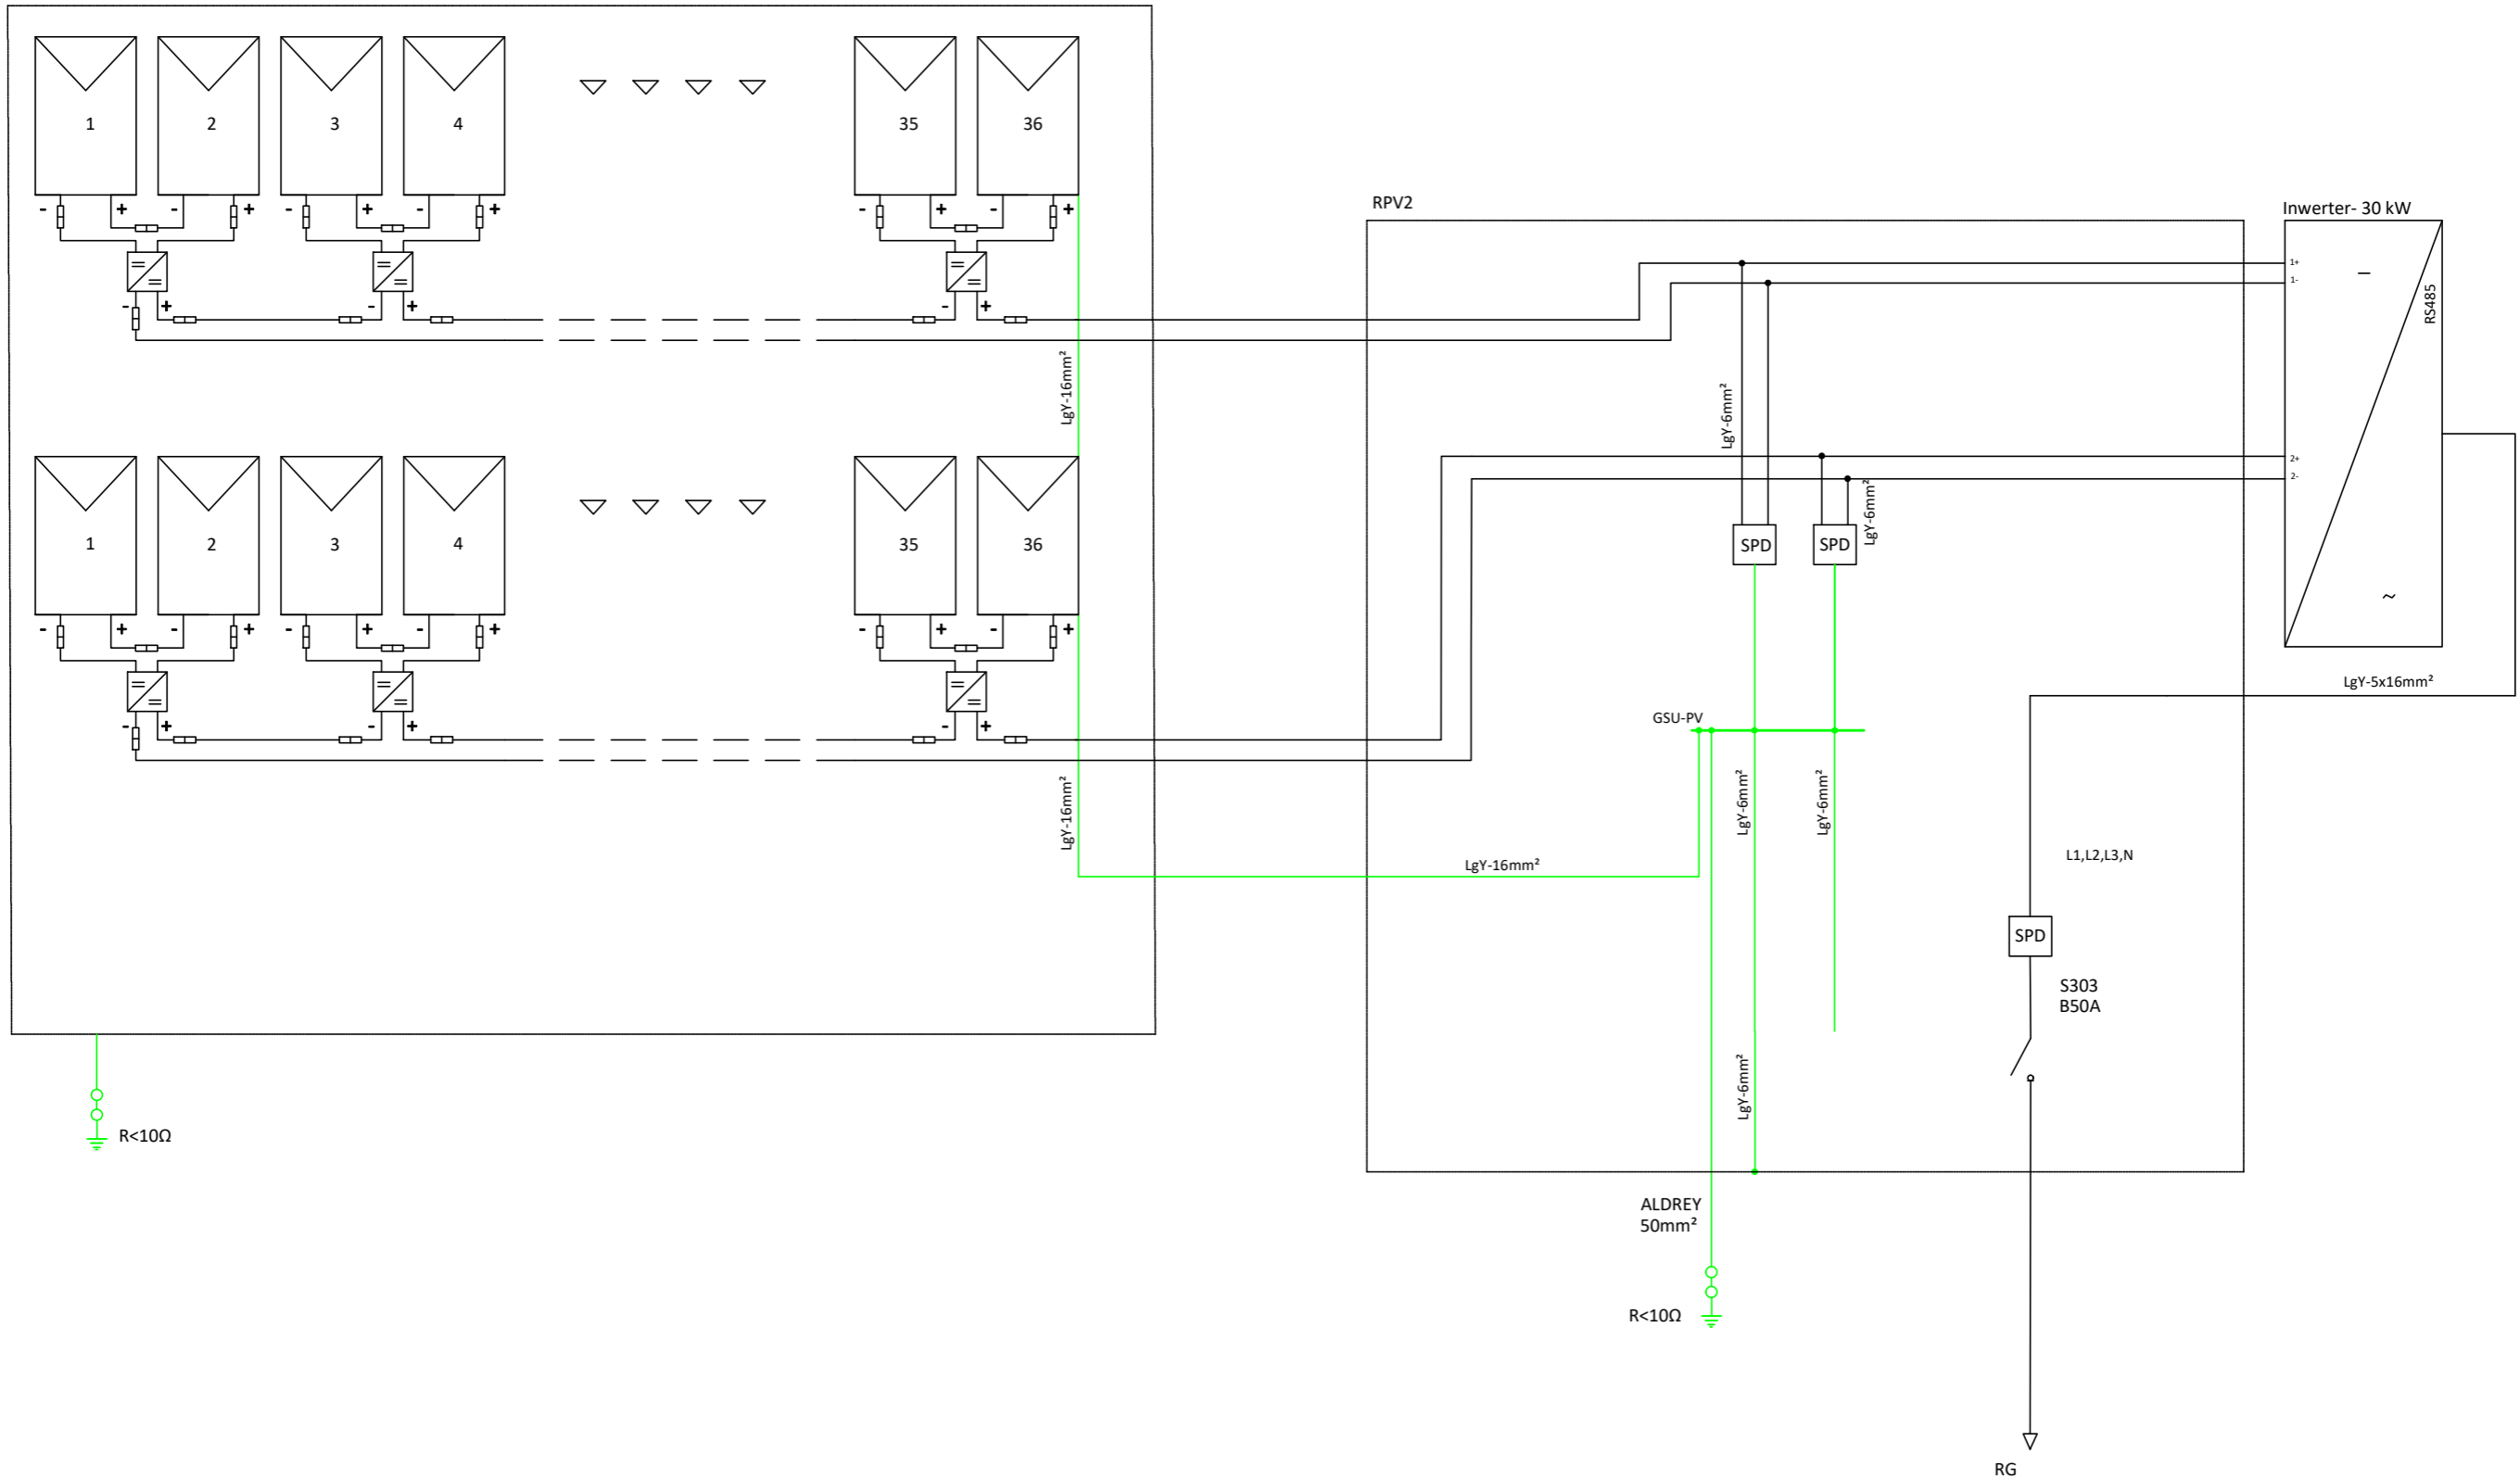 1
2
3
4
35
36
- + - +
- + - +
- + - +
- +
- +
- +
LgY-16mm²
1
2
3
4
35
36
- + - +
- + - +
- + - +
- +
- +
- +
LgY-16mm²
LgY-16mm²
R<10Ω
RPV2
LgY-6mm²
LgY-6mm²
SPD
SPD
GSU-PV
LgY-6mm²
LgY-6mm²
LgY-6mm²
ALDREY
50mm²
R<10Ω
Inwerter- 30 kW
1+
1-
RS485
2+
2-
~
LgY-5x16mm²
L1,L2,L3,N
SPD
S303
B50A
RG